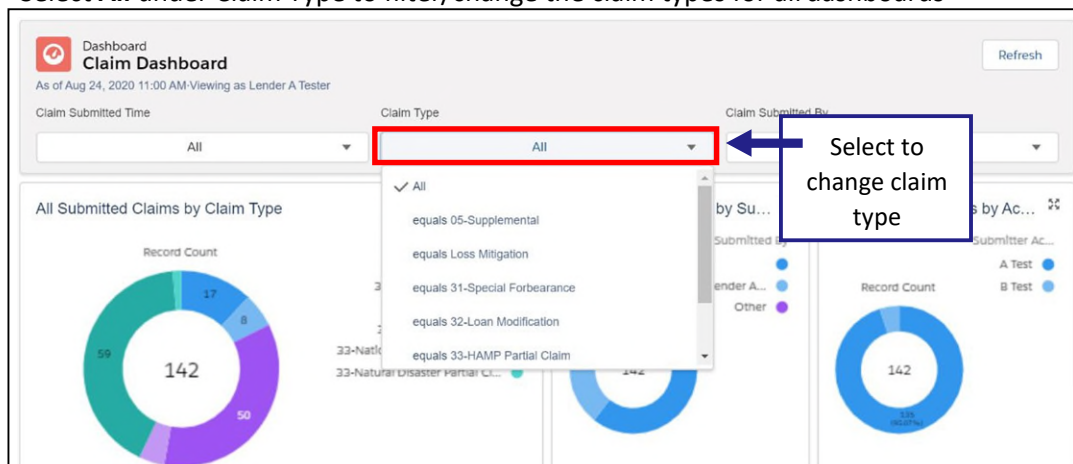 Select All under Claim Type to filter/change the claim types for all dashboards
Dashboard
Claim Dashboard
Refresh
As of Aug 24, 2020 11:00 AM·Viewing as Lender A Tester
Claim Submitted Time
Claim Type
Claim Submitted By
All
All
Select to
change claim
type
All
equals 05-Supplemental
equals Loss Mitigation
equals 31-Special Forbearance
equals 32-Loan Modification
equals 33-HAMP Partial Claim
All Submitted Claims by Claim Type
by Su...
s by Ac...
Record Count
17
8
59
142
50
3
33-Natio
33-Natural Disaster Partial Cl...
Submitted By
ender A...
Other
142
Submitter Ac...
A Test
Record Count
B Test
142
135